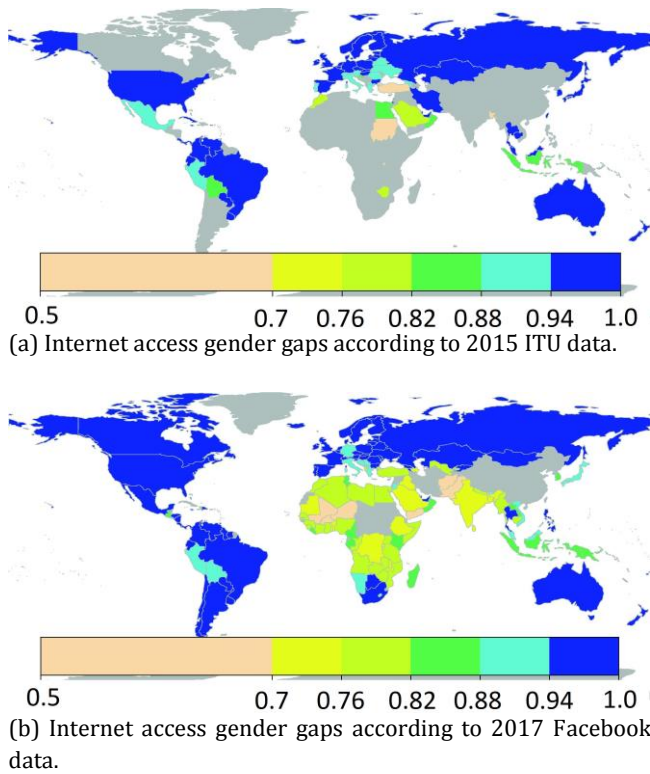 0.5 0.7 0.76 0.82 0.88 0.94 1.0
(a) Internet access gender gaps according to 2015 ITU data.
0.5 0.7 0.76 0.82 0.88 0.94 1.0
(b) Internet access gender gaps according to 2017 Facebook
data.